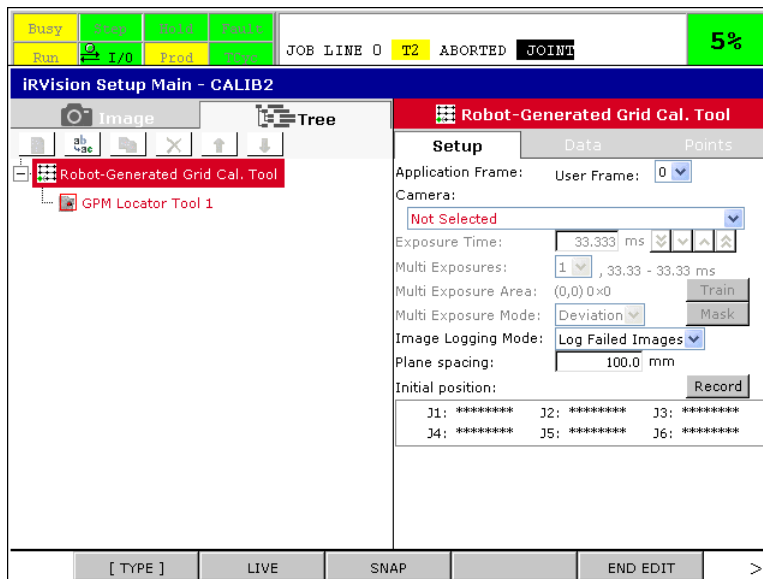 Busy Step Hold Fault
Run I/O Prod TCyc
JOB LINE 0 T2 ABORTED JOINT
5%
iRVision Setup Main - CALIB2
Image
Tree
ab
ac
Robot-Generated Grid Cal. Tool
GPM Locator Tool 1
Robot-Generated Grid Cal. Tool
Setup Data Points
Application Frame: User Frame: 0
Camera:
Not Selected
Exposure Time: 33.333 ms
Multi Exposures: 1 , 33.33 - 33.33 ms
Multi Exposure Area: (0,0) 0×0 Train
Multi Exposure Mode: Deviation Mask
Image Logging Mode: Log Failed Images
Plane spacing: 100.0 mm
Initial position: Record
J1: ******** J2: ******** J3: ********
J4: ******** J5: ******** J6: ********
[ TYPE ] LIVE SNAP END EDIT >